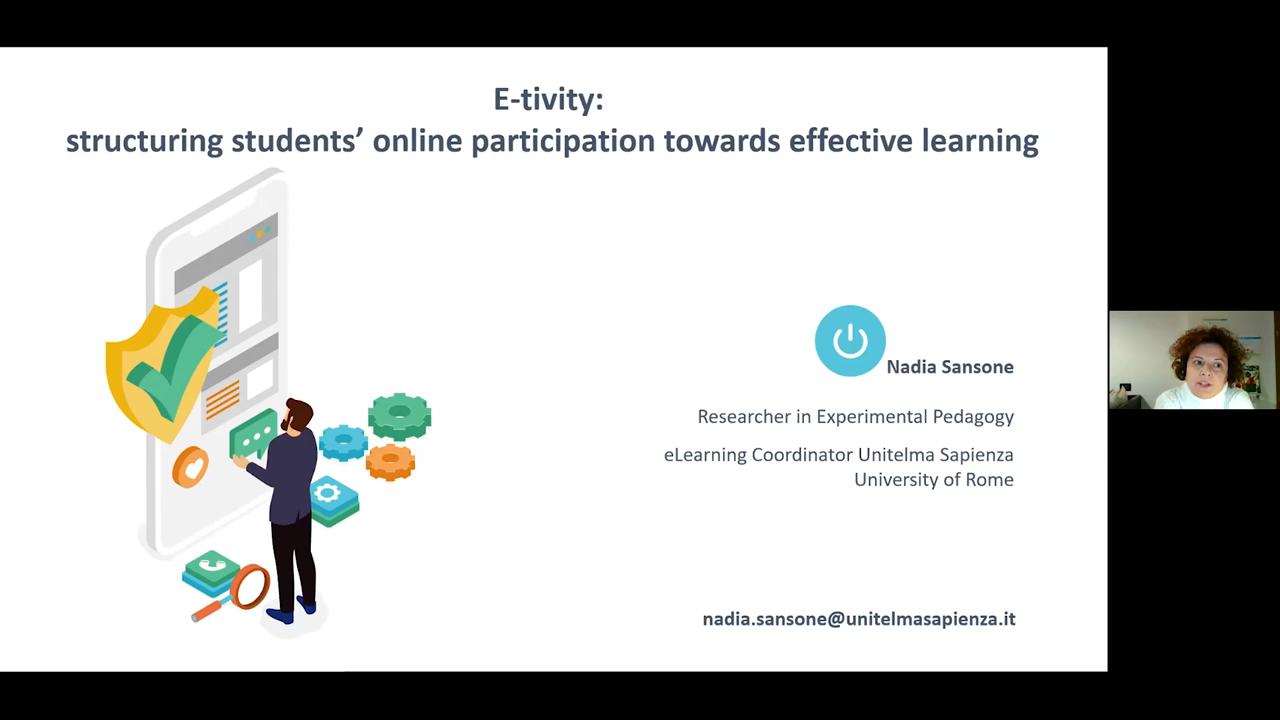 E-tivity:
structuring students’ online participation towards effective learning
Nadia Sansone
Researcher in Experimental Pedagogy
eLearning Coordinator Unitelma Sapienza
University of Rome
nadia.sansone@unitelmasapienza.it